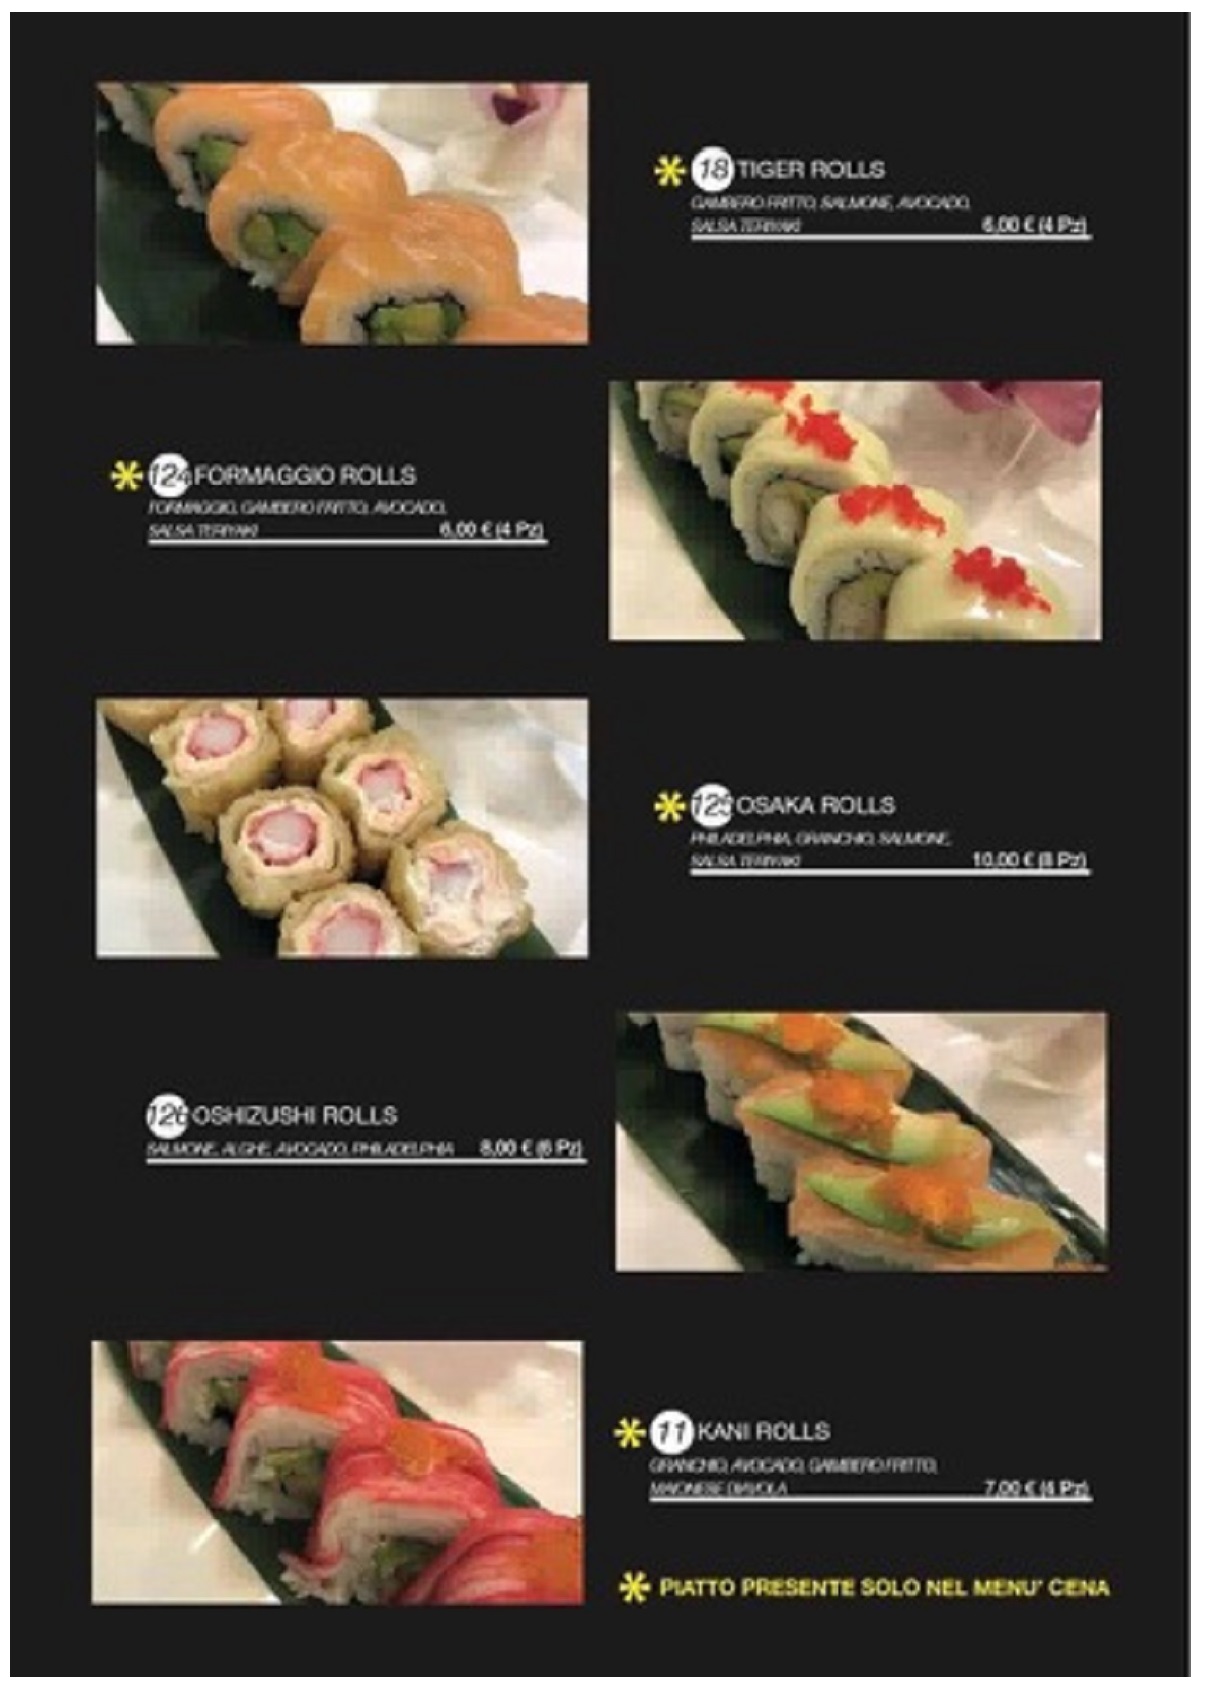 18 TIGER ROLLS
GAMBERO FRITTO, SALMONE, AVOCADO,
SALSA TERIYAKI 6,00 € (4 Pz)
124 FORMAGGIO ROLLS
FORMAGGIO, GAMBERO FRITTO, AVOCADO,
SALSA TERIYAKI 6,00 € (4 Pz)
125 OSAKA ROLLS
PHILADELPHIA, GRANCHIO, SALMONE,
SALSA TERIYAKI 10,00 € (8 Pz)
126 OSHIZUSHI ROLLS
SALMONE, ALGHE, AVOCADO, PHILADELPHIA 8,00 € (6 Pz)
11 KANI ROLLS
GRANCHIO, AVOCADO, GAMBERO FRITTO,
MAIONESE DIAVOLA 7,00 € (4 Pz)
PIATTO PRESENTE SOLO NEL MENU' CENA